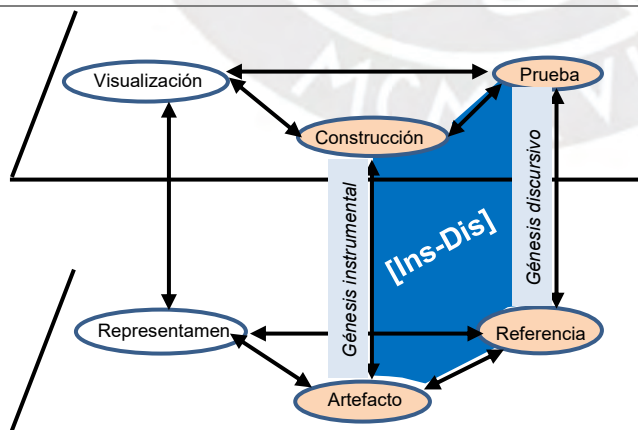 Visualización
Prueba
Construcción
Génesis instrumental
Génesis discursivo
[Ins-Dis]
Representamen
Referencia
Artefacto